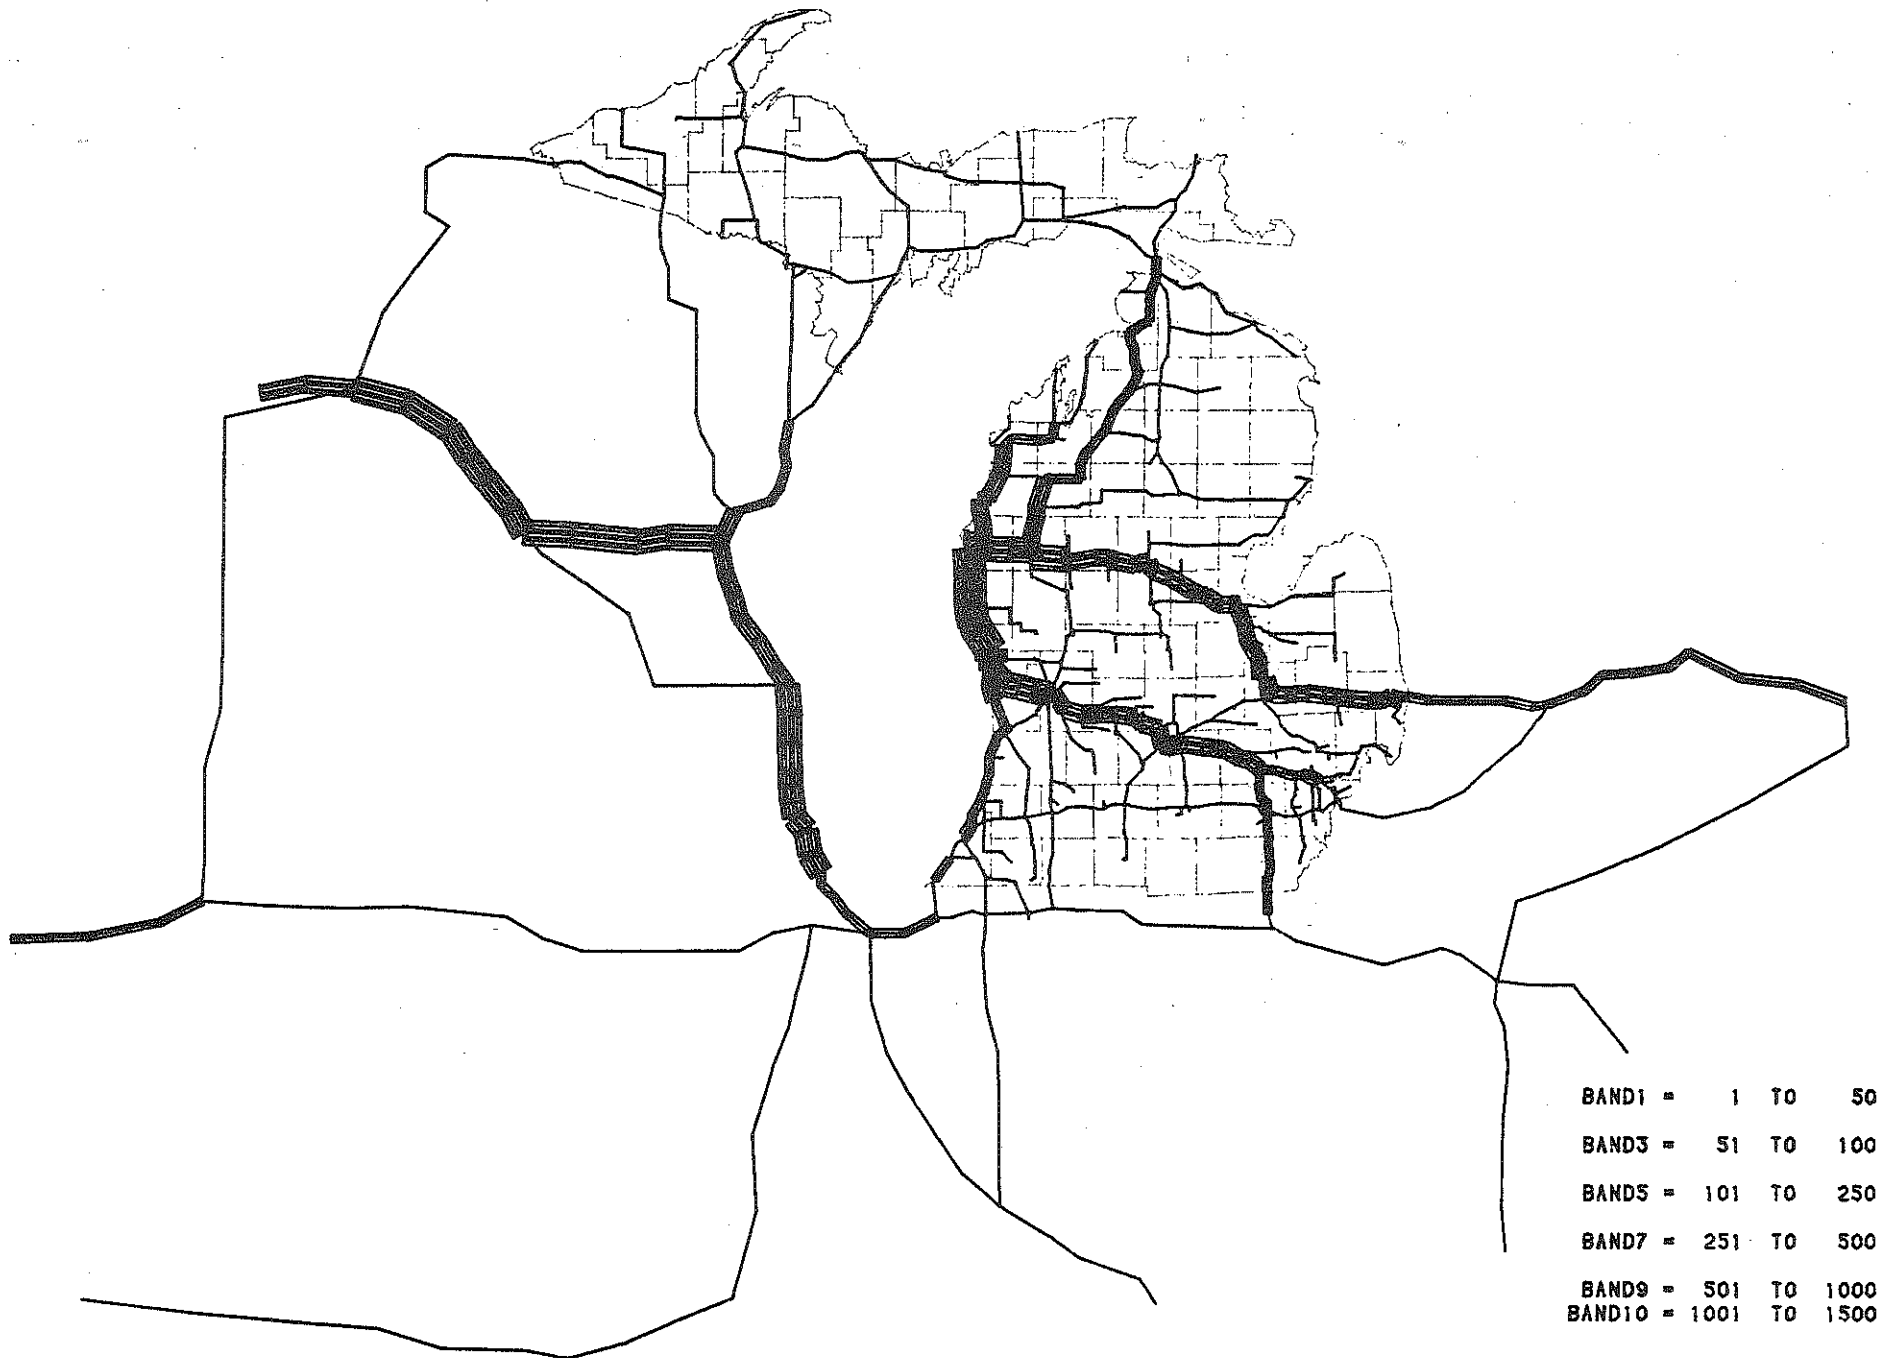 BAND1 = 1 TO 50
BAND3 = 51 TO 100
BAND5 = 101 TO 250
BAND7 = 251 TO 500
BAND9 = 501 TO 1000
BAND10 = 1001 TO 1500